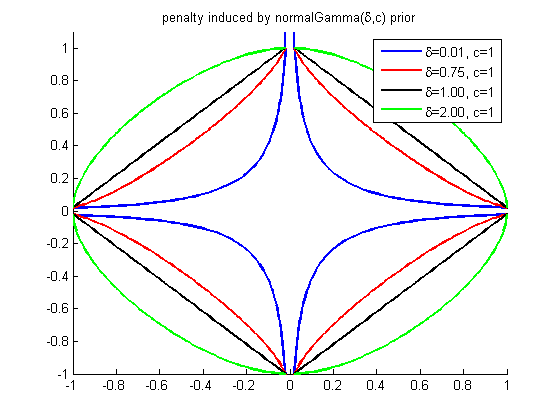 penalty induced by normalGamma(δ,c) prior
δ=0.01, c=1
δ=0.75, c=1
δ=1.00, c=1
δ=2.00, c=1
1
0.8
0.6
0.4
0.2
0
-0.2
-0.4
-0.6
-0.8
-1
-1 -0.8 -0.6 -0.4 -0.2 0 0.2 0.4 0.6 0.8 1